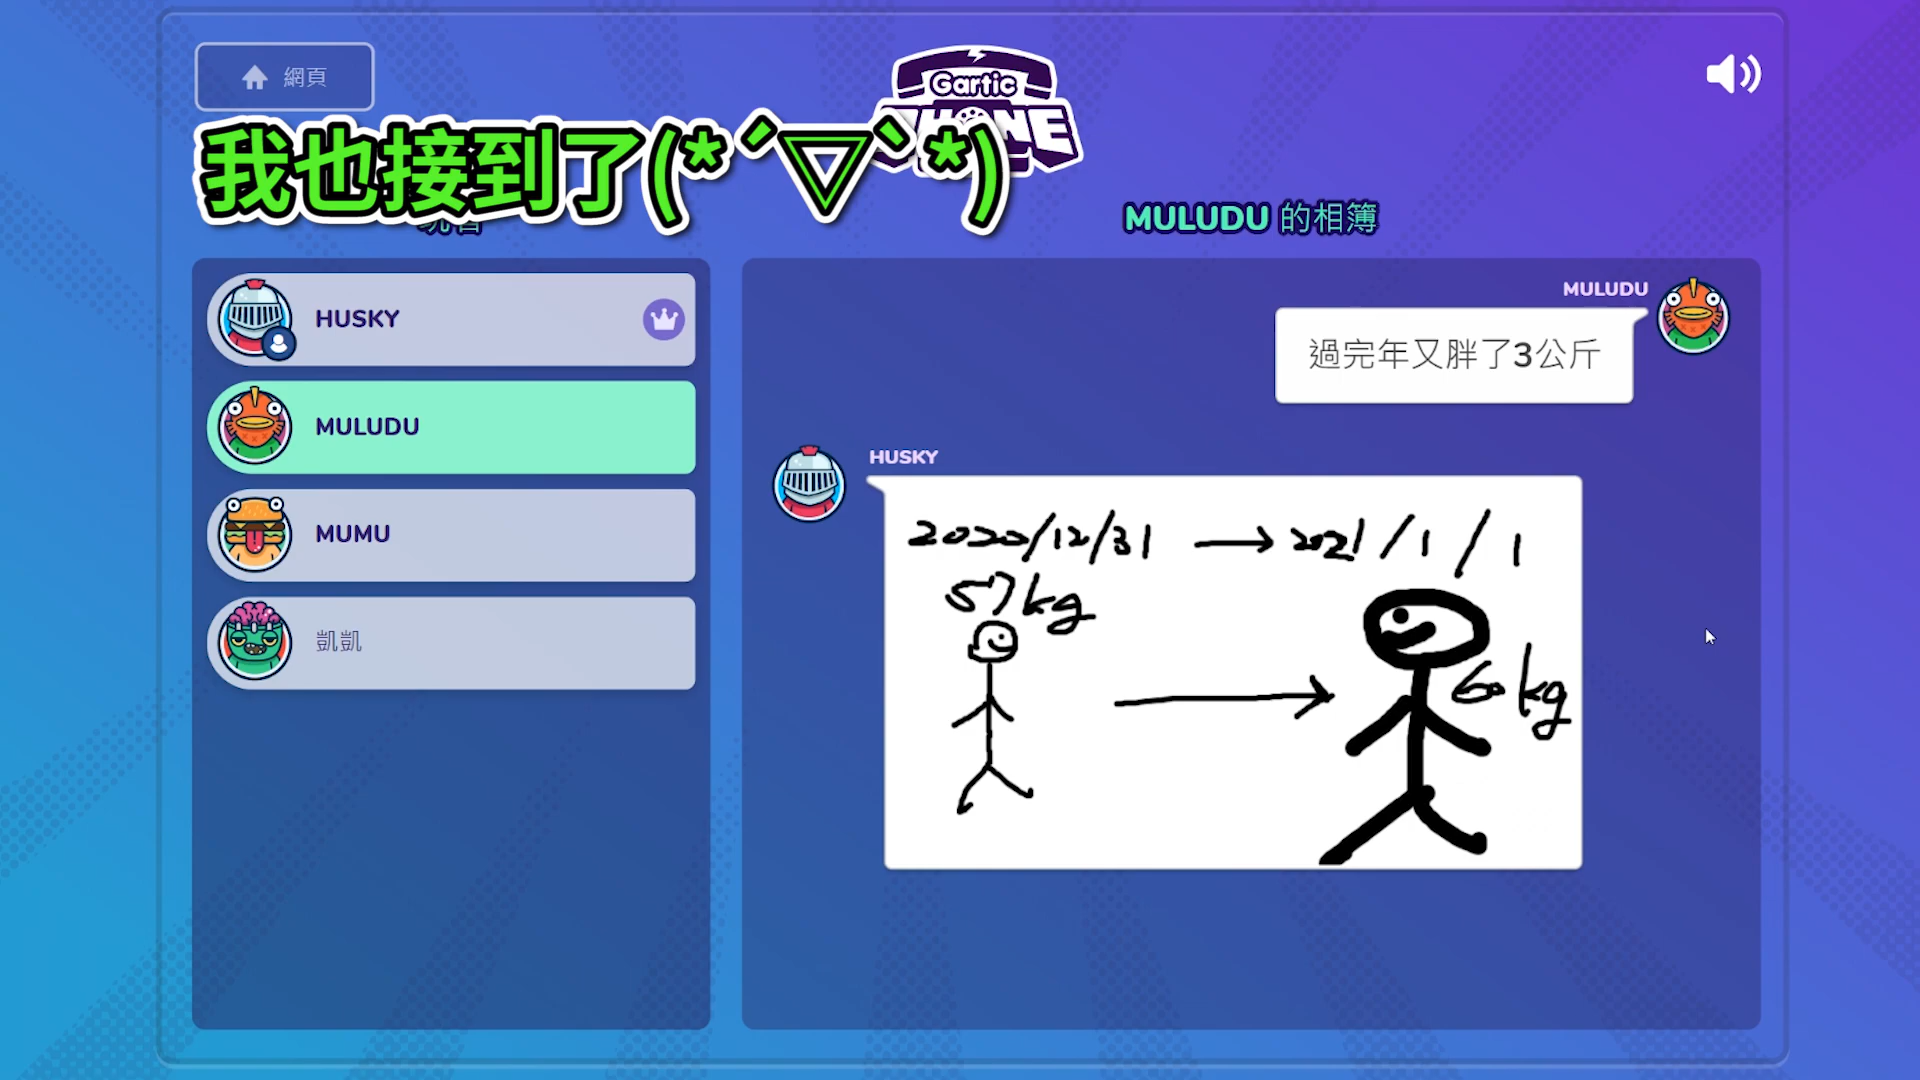 網頁
Gartic
PHONE
我也接到了(*´▽`*)
MULUDU 的相簿
HUSKY
MULUDU
MUMU
凱凱
MULUDU
過完年又胖了3公斤
HUSKY
2020/12/31 → 2021/1/1
57kg
60kg